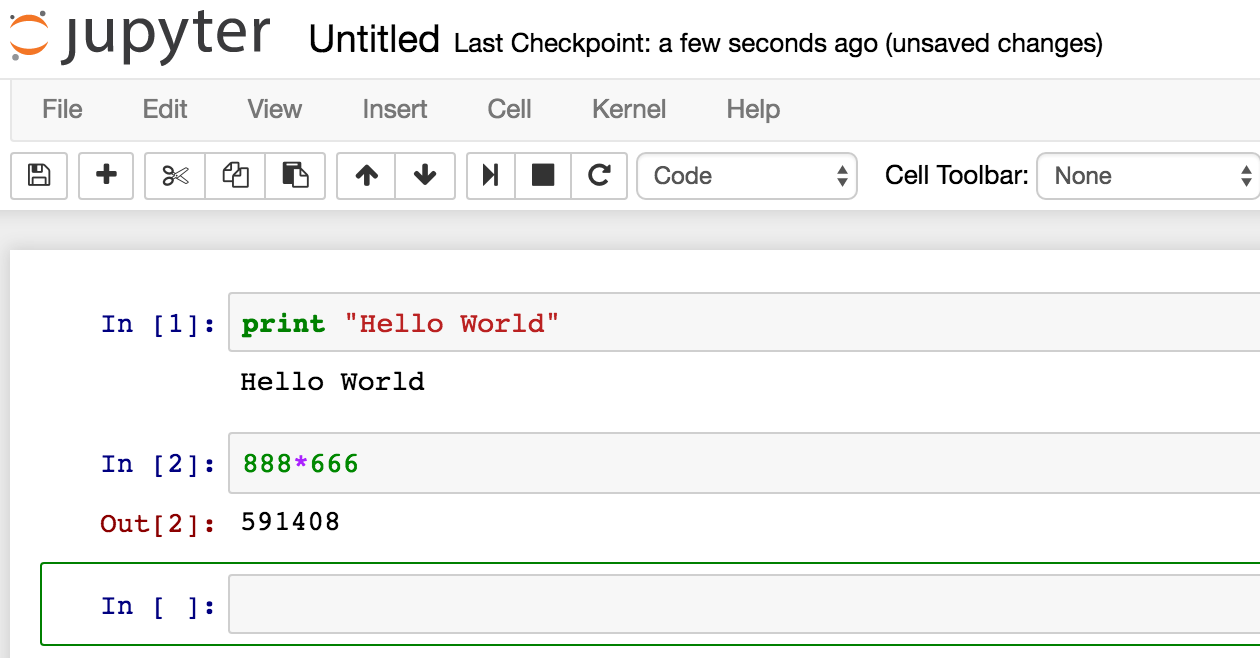 jupyter Untitled Last Checkpoint: a few seconds ago (unsaved changes)
File Edit View Insert Cell Kernel Help
Code Cell Toolbar: None
In [1]: print "Hello World"
Hello World
In [2]: 888*666
Out[2]: 591408
In [ ]: